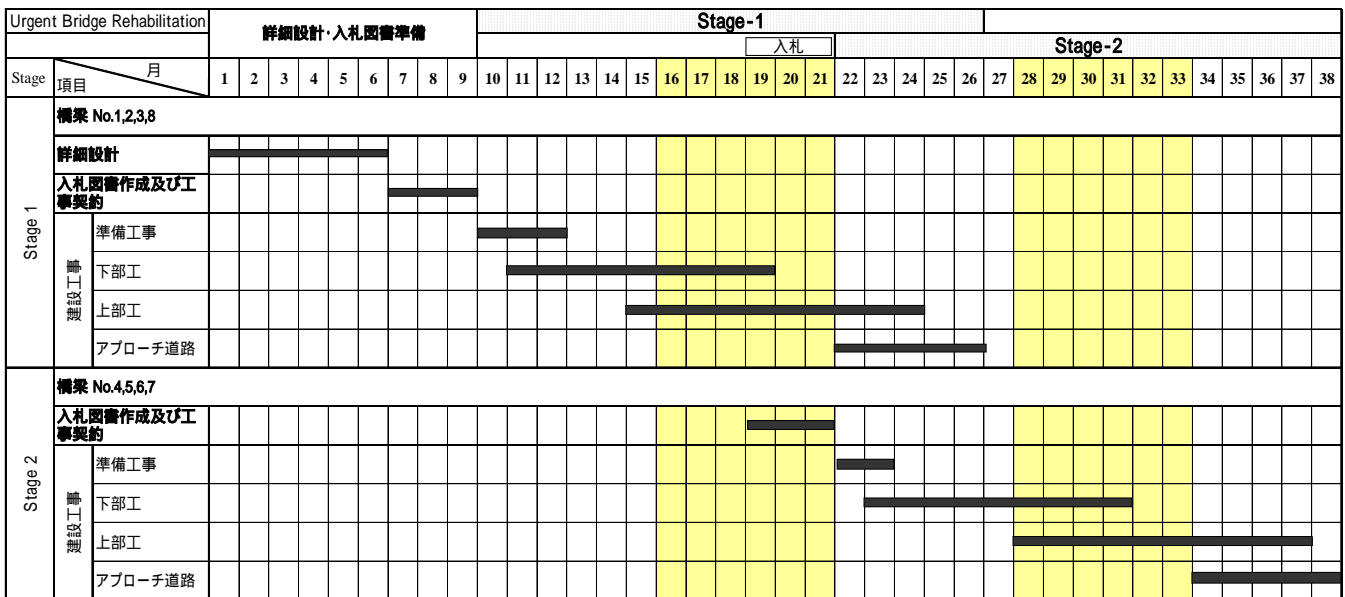 Urgent Bridge Rehabilitation
詳細設計・入札図書準備
Stage-1
入札
Stage-2
Stage
月
項目
1 2 3 4 5 6 7 8 9 10 11 12 13 14 15 16 17 18 19 20 21 22 23 24 25 26 27 28 29 30 31 32 33 34 35 36 37 38
Stage 1
橋梁 No.1,2,3,8
詳細設計
入札図書作成及び工
事契約
建設工事
準備工事
下部工
上部工
アプローチ道路
Stage 2
橋梁 No.4,5,6,7
入札図書作成及び工
事契約
建設工事
準備工事
下部工
上部工
アプローチ道路